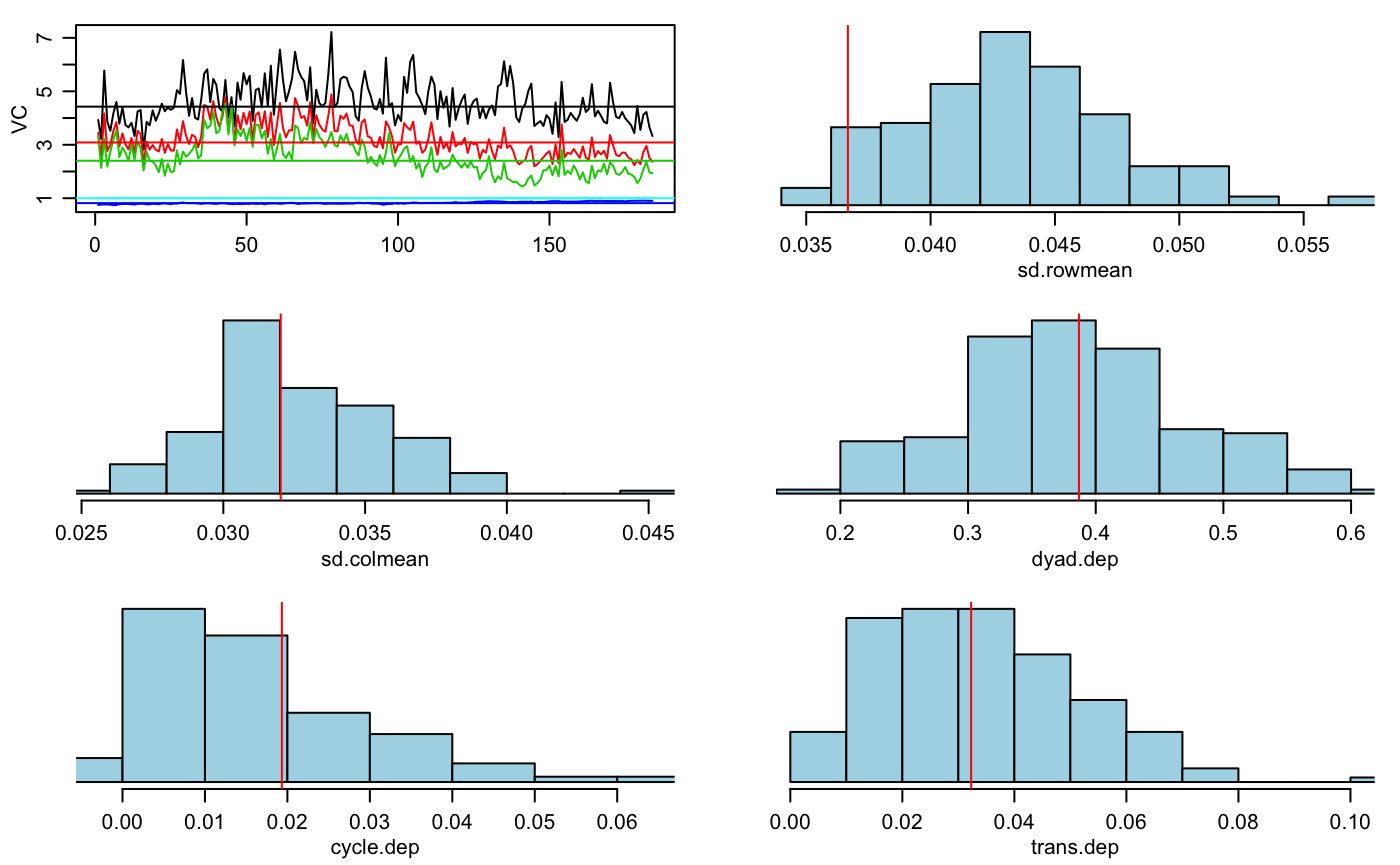 VC
7
5
3
1
0 50 100 150
0.035 0.040 0.045 0.050 0.055
sd.rowmean
0.025 0.030 0.035 0.040 0.045
sd.colmean
0.2 0.3 0.4 0.5 0.6
dyad.dep
0.00 0.01 0.02 0.03 0.04 0.05 0.06
cycle.dep
0.00 0.02 0.04 0.06 0.08 0.10
trans.dep